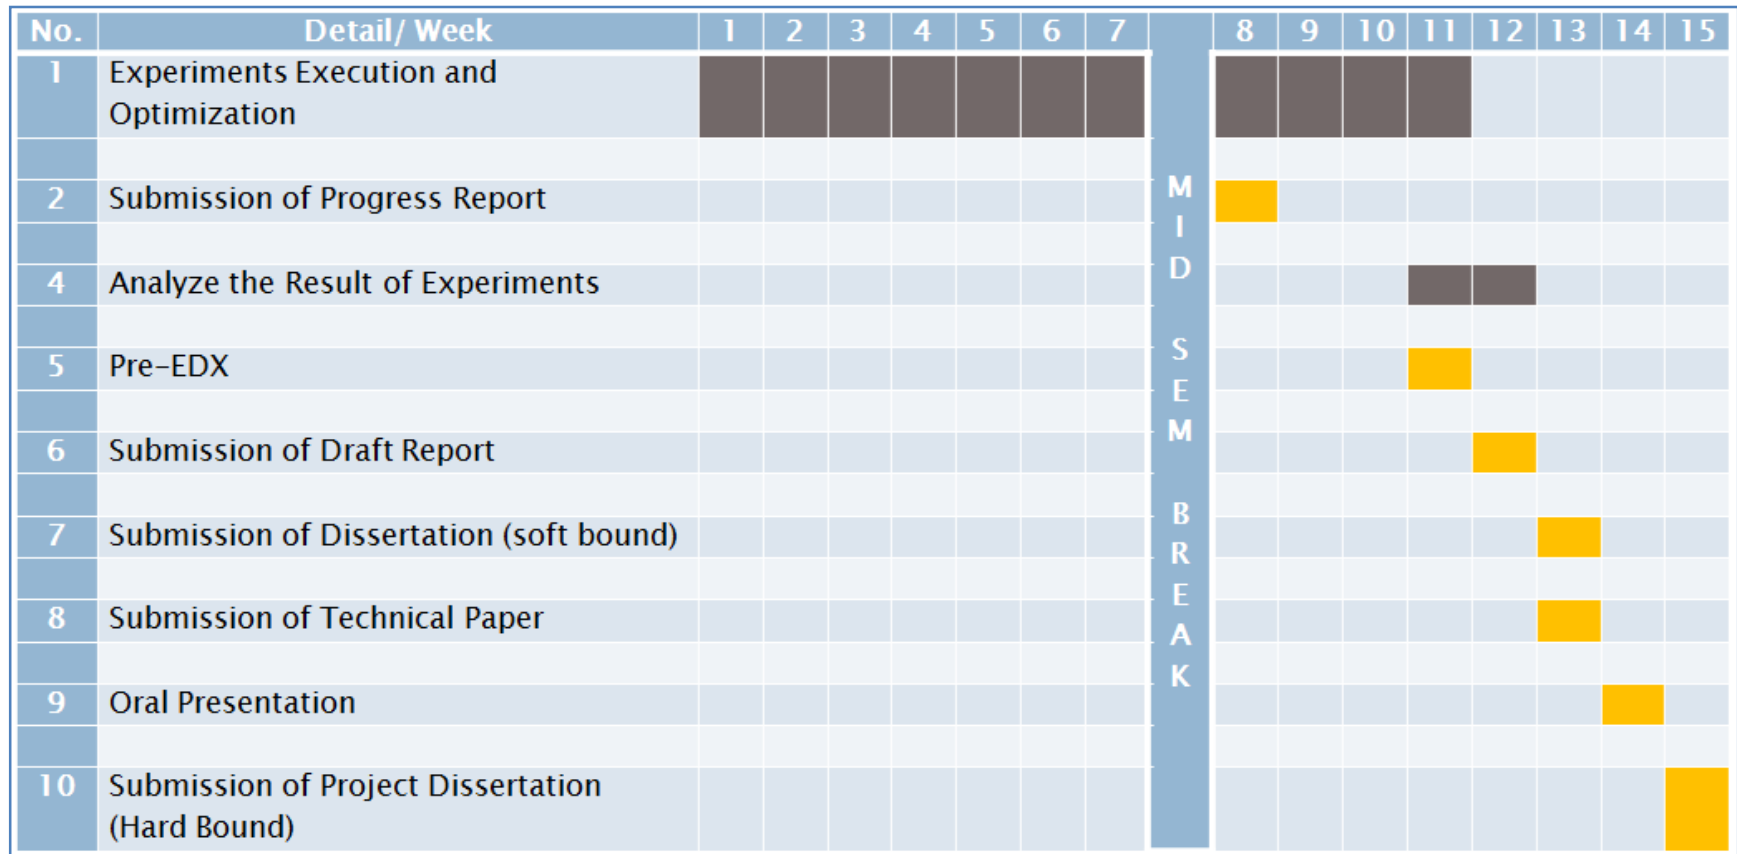 No. Detail/ Week 1 2 3 4 5 6 7 8 9 10 11 12 13 14 15
1 Experiments Execution and
Optimization
2 Submission of Progress Report
4 Analyze the Result of Experiments
5 Pre-EDX
6 Submission of Draft Report
7 Submission of Dissertation (soft bound)
8 Submission of Technical Paper
9 Oral Presentation
10 Submission of Project Dissertation
(Hard Bound)
MID SEM BREAK